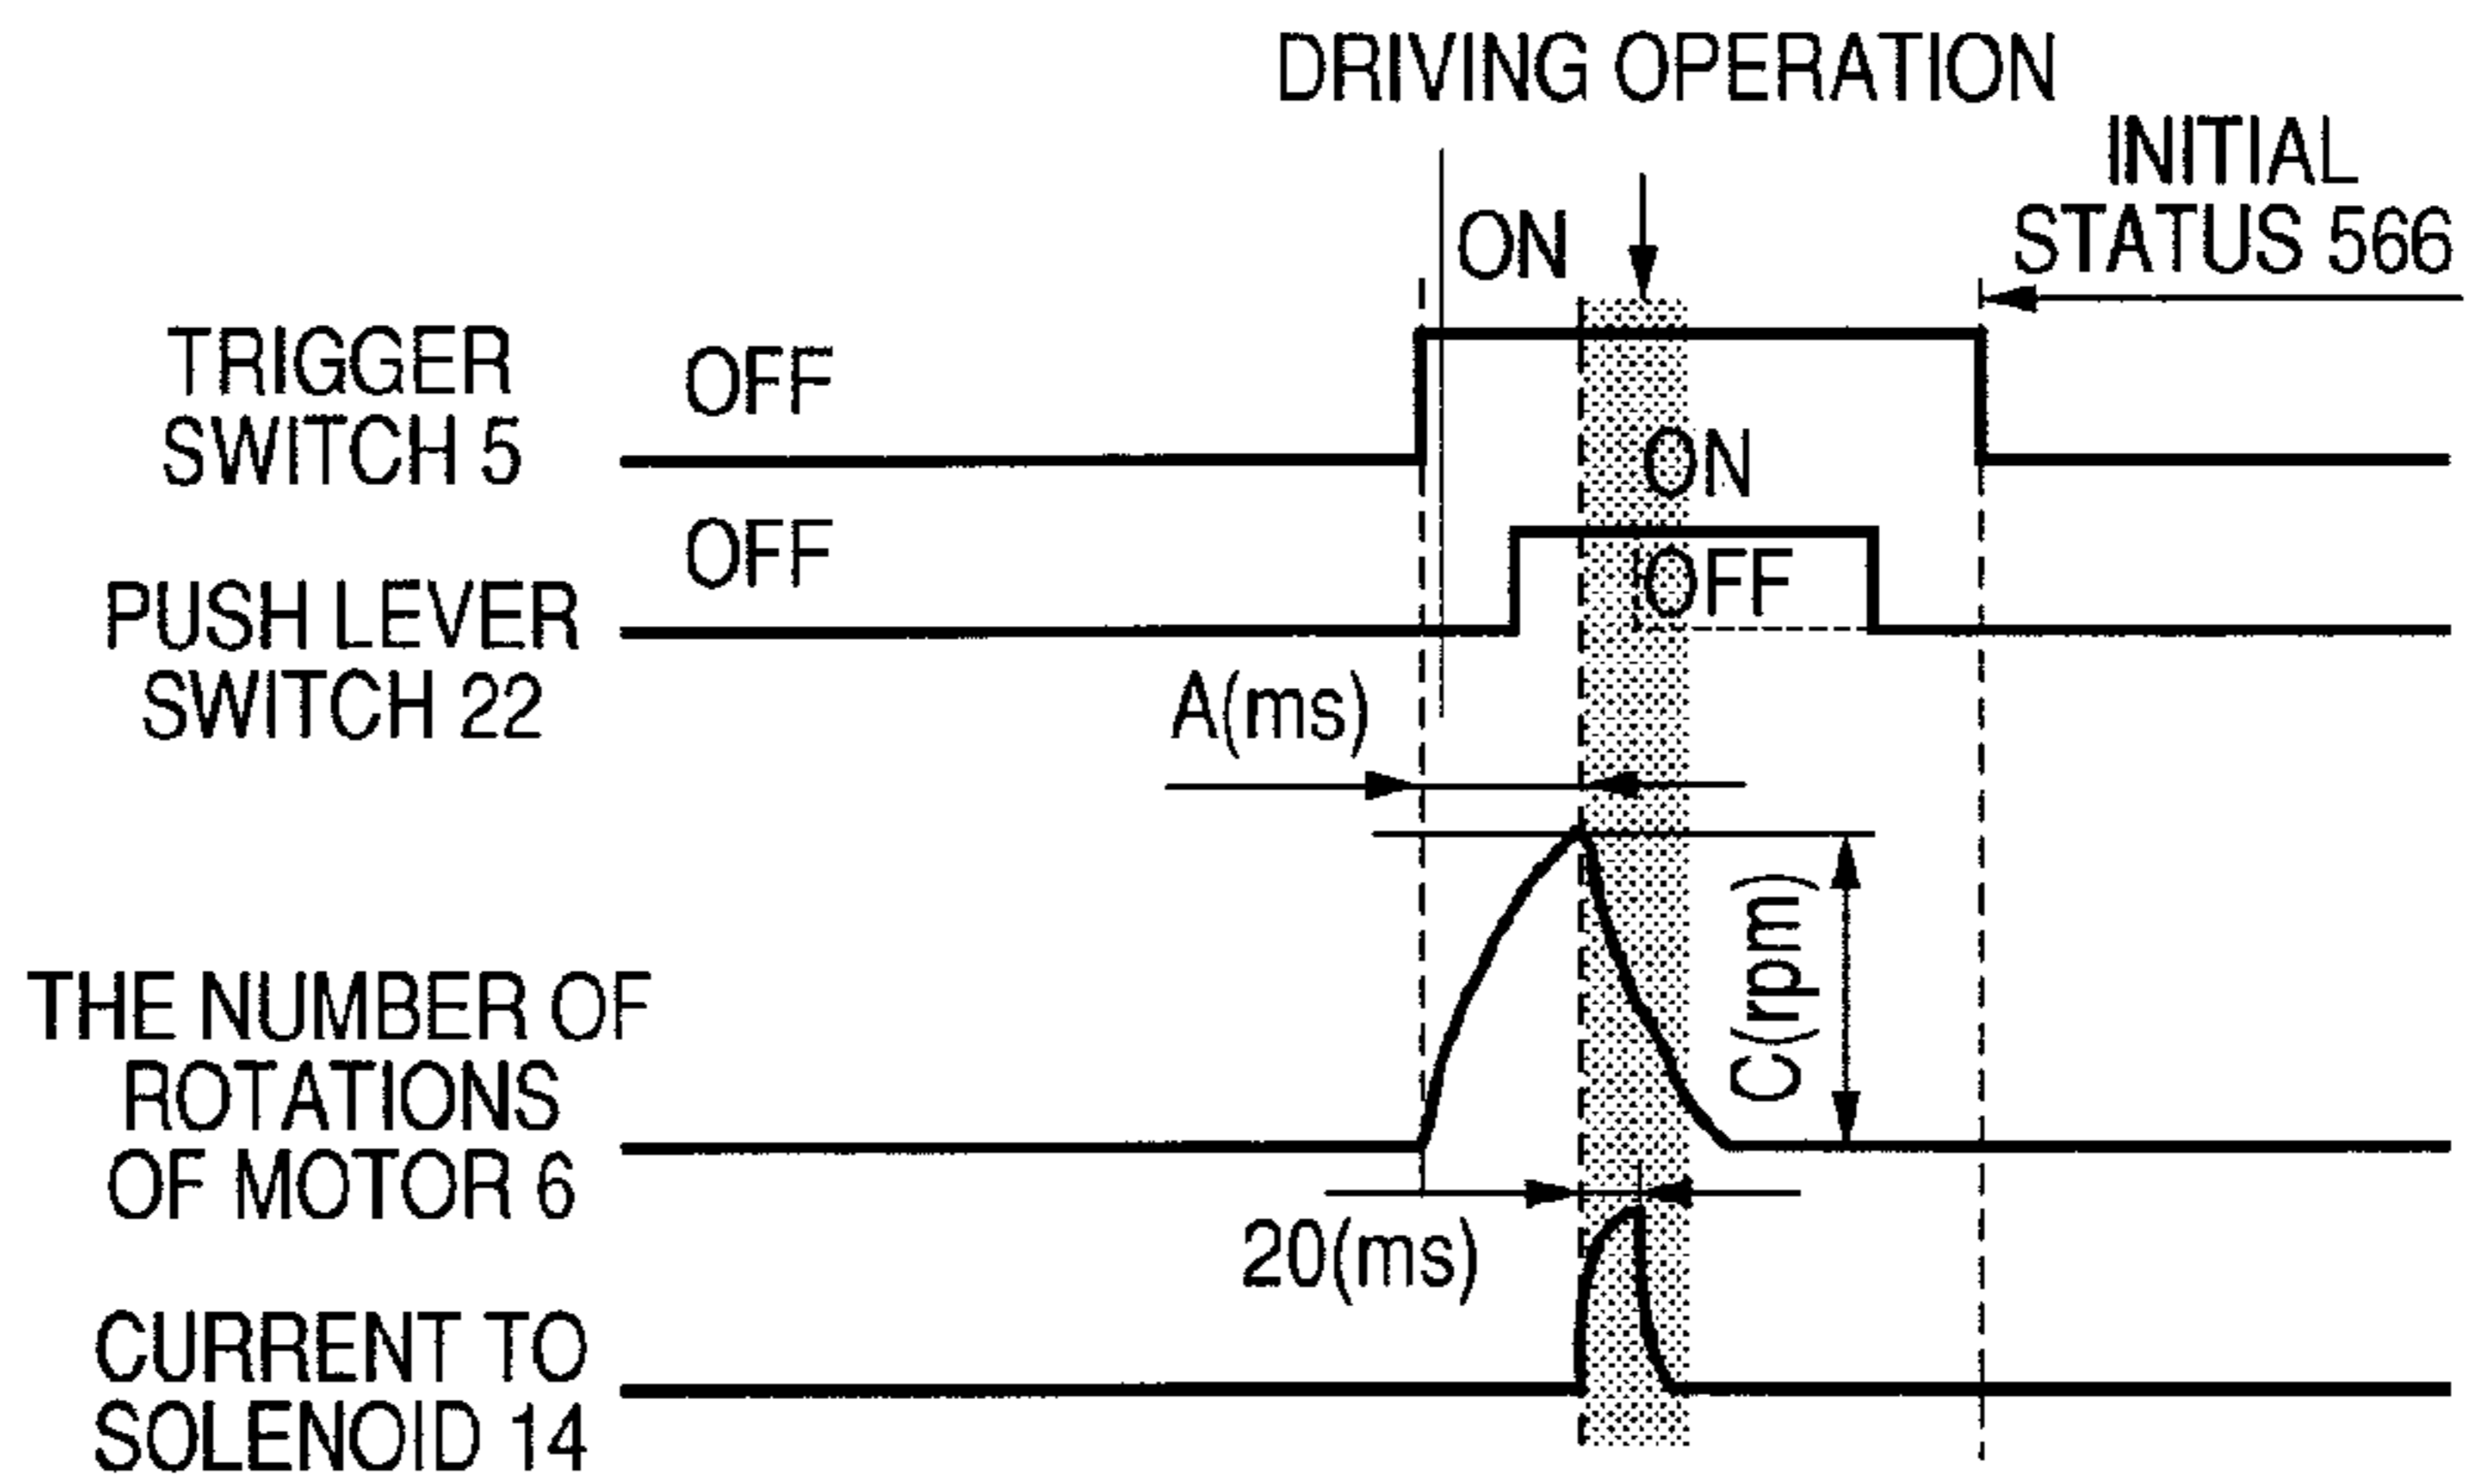 DRIVING OPERATION
INITIAL
STATUS 566
ON
TRIGGER
SWITCH 5
OFF
ON
OFF
OFF
PUSH LEVER
SWITCH 22
A(ms)
C(rpm)
THE NUMBER OF
ROTATIONS
OF MOTOR 6
20(ms)
CURRENT TO
SOLENOID 14